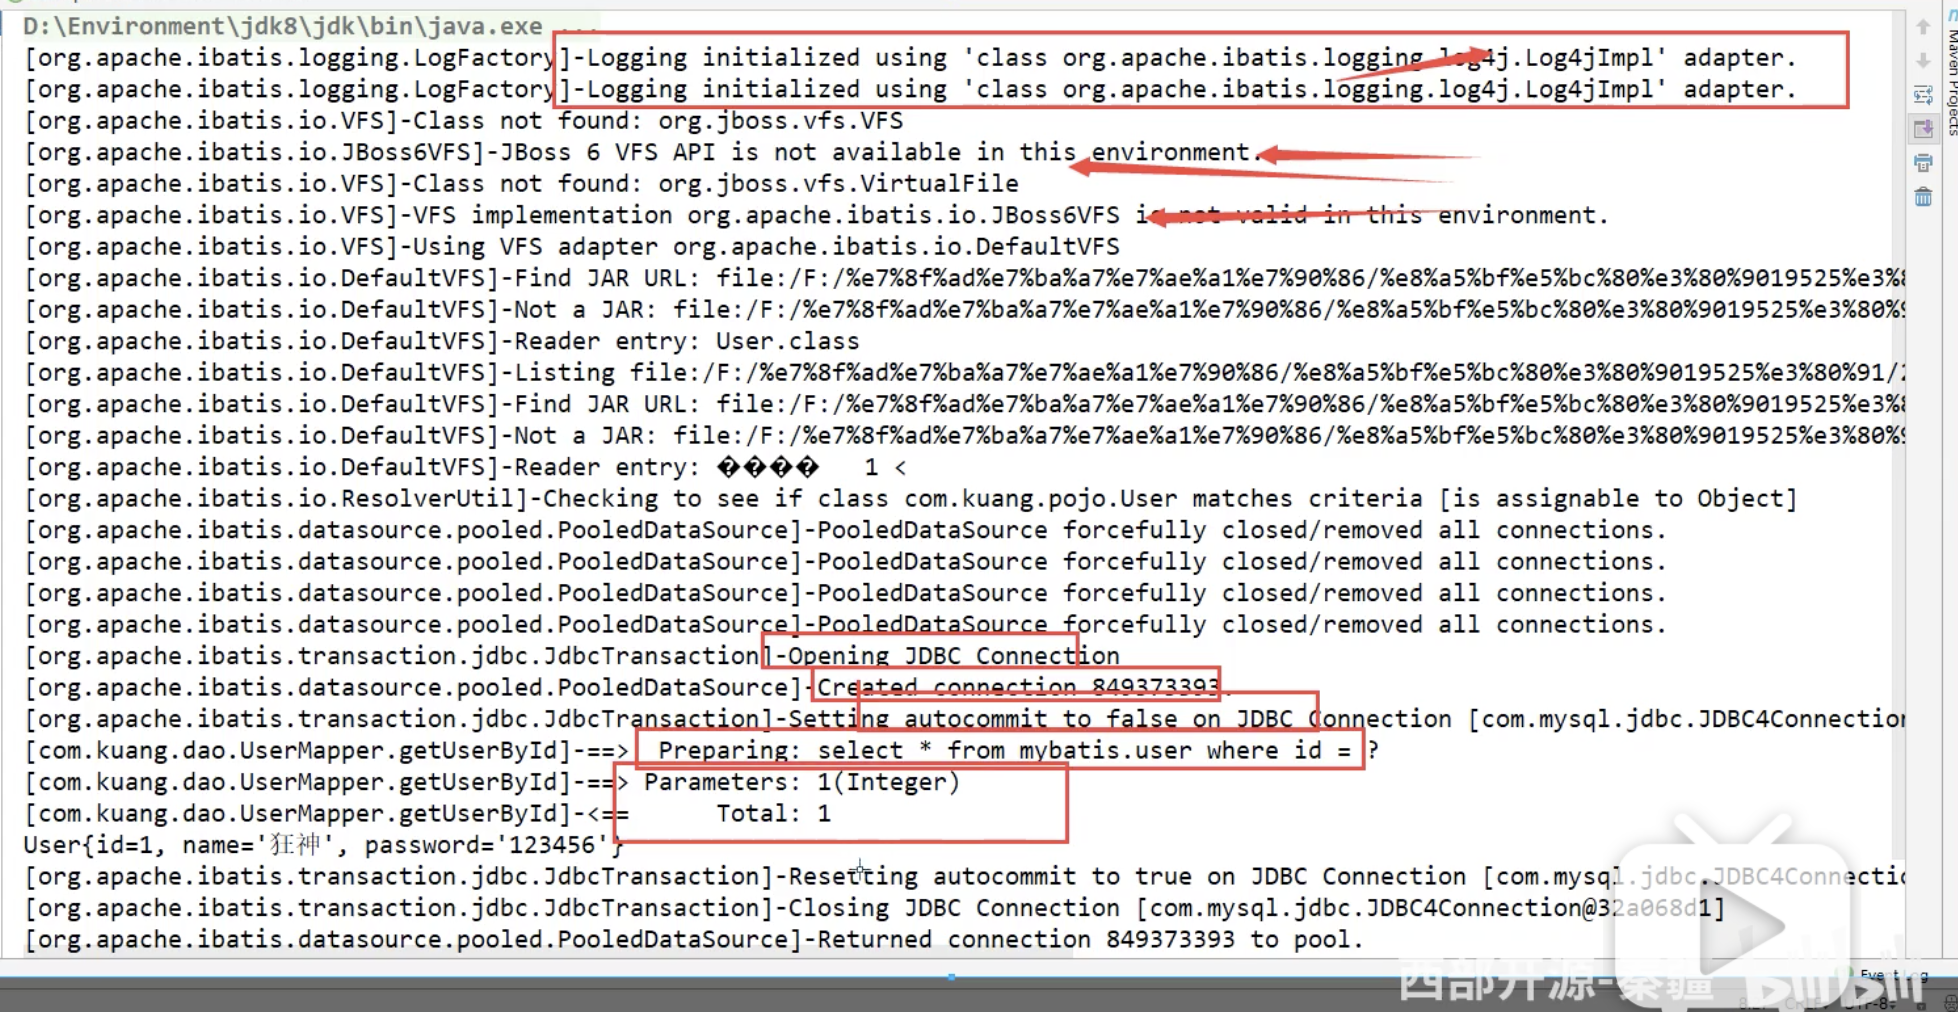 D:\Environment\jdk8\jdk\bin\java.exe ...
[org.apache.ibatis.logging.LogFactory]-Logging initialized using 'class org.apache.ibatis.logging.log4j.Log4jImpl' adapter.
[org.apache.ibatis.logging.LogFactory]-Logging initialized using 'class org.apache.ibatis.logging.log4j.Log4jImpl' adapter.
[org.apache.ibatis.io.VFS]-Class not found: org.jboss.vfs.VFS
[org.apache.ibatis.io.JBoss6VFS]-JBoss 6 VFS API is not available in this environment.
[org.apache.ibatis.io.VFS]-Class not found: org.jboss.vfs.VirtualFile
[org.apache.ibatis.io.VFS]-VFS implementation org.apache.ibatis.io.JBoss6VFS is not valid in this environment.
[org.apache.ibatis.io.VFS]-Using VFS adapter org.apache.ibatis.io.DefaultVFS
[org.apache.ibatis.io.DefaultVFS]-Find JAR URL: file:/F:/%e7%8f%ad%e7%ba%a7%e7%ae%a1%e7%90%86/%e8%a5%bf%e5%bc%80%e3%80%9019525%e3%8
[org.apache.ibatis.io.DefaultVFS]-Not a JAR: file:/F:/%e7%8f%ad%e7%ba%a7%e7%ae%a1%e7%90%86/%e8%a5%bf%e5%bc%80%e3%80%9019525%e3%80%9
[org.apache.ibatis.io.DefaultVFS]-Reader entry: User.class
[org.apache.ibatis.io.DefaultVFS]-Listing file:/F:/%e7%8f%ad%e7%ba%a7%e7%ae%a1%e7%90%86/%e8%a5%bf%e5%bc%80%e3%80%9019525%e3%80%91/2
[org.apache.ibatis.io.DefaultVFS]-Find JAR URL: file:/F:/%e7%8f%ad%e7%ba%a7%e7%ae%a1%e7%90%86/%e8%a5%bf%e5%bc%80%e3%80%9019525%e3%8
[org.apache.ibatis.io.DefaultVFS]-Not a JAR: file:/F:/%e7%8f%ad%e7%ba%a7%e7%ae%a1%e7%90%86/%e8%a5%bf%e5%bc%80%e3%80%9019525%e3%80%9
[org.apache.ibatis.io.DefaultVFS]-Reader entry: ���� 1 <
[org.apache.ibatis.io.ResolverUtil]-Checking to see if class com.kuang.pojo.User matches criteria [is assignable to Object]
[org.apache.ibatis.datasource.pooled.PooledDataSource]-PooledDataSource forcefully closed/removed all connections.
[org.apache.ibatis.datasource.pooled.PooledDataSource]-PooledDataSource forcefully closed/removed all connections.
[org.apache.ibatis.datasource.pooled.PooledDataSource]-PooledDataSource forcefully closed/removed all connections.
[org.apache.ibatis.datasource.pooled.PooledDataSource]-PooledDataSource forcefully closed/removed all connections.
[org.apache.ibatis.transaction.jdbc.JdbcTransaction]-Opening JDBC Connection
[org.apache.ibatis.datasource.pooled.PooledDataSource]-Created connection 849373393.
[org.apache.ibatis.transaction.jdbc.JdbcTransaction]-Setting autocommit to false on JDBC Connection [com.mysql.jdbc.JDBC4Connection
[com.kuang.dao.UserMapper.getUserById]-==>  Preparing: select * from mybatis.user where id = ?
[com.kuang.dao.UserMapper.getUserById]-==> Parameters: 1(Integer)
[com.kuang.dao.UserMapper.getUserById]-<==      Total: 1
User{id=1, name='狂神', password='123456'}
[org.apache.ibatis.transaction.jdbc.JdbcTransaction]-Resetting autocommit to true on JDBC Connection [com.mysql.jdbc.JDBC4Connectio
[org.apache.ibatis.transaction.jdbc.JdbcTransaction]-Closing JDBC Connection [com.mysql.jdbc.JDBC4Connection@32a068d1]
[org.apache.ibatis.datasource.pooled.PooledDataSource]-Returned connection 849373393 to pool.
Maven Projects
Event Log
西部开源-秦疆
bilibili
UTF-8